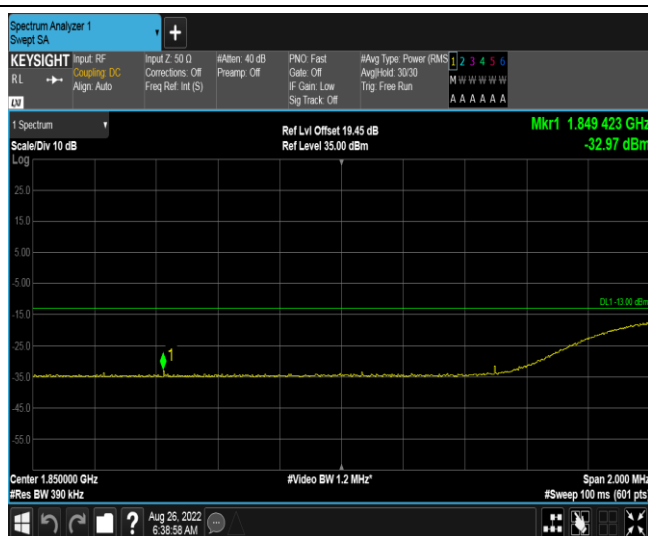 Spectrum Analyzer 1
Swept SA
+
KEYSIGHT
RL
Input: RF
Coupling: DC
Align: Auto
Input Z: 50 Ω
Corrections: Off
Freq Ref: Int (S)
#Atten: 40 dB
Preamp: Off
PNO: Fast
Gate: Off
IF Gain: Low
Sig Track: Off
#Avg Type: Power (RMS
Avg|Hold: 30/30
Trig: Free Run
1 2 3 4 5 6
M W W W W W
A A A A A A
1 Spectrum
Scale/Div 10 dB
Ref Lvl Offset 19.45 dB
Ref Level 35.00 dBm
Mkr1 1.849 423 GHz
-32.97 dBm
Log
25.0
15.0
5.00
-5.00
DL1 -13.00 dBm
-15.0
-25.0
1
-35.0
-45.0
-55.0
Center 1.850000 GHz
#Video BW 1.2 MHz*
Span 2.000 MHz
#Res BW 390 kHz
#Sweep 100 ms (601 pts)
?
Aug 26, 2022
6:38:58 AM